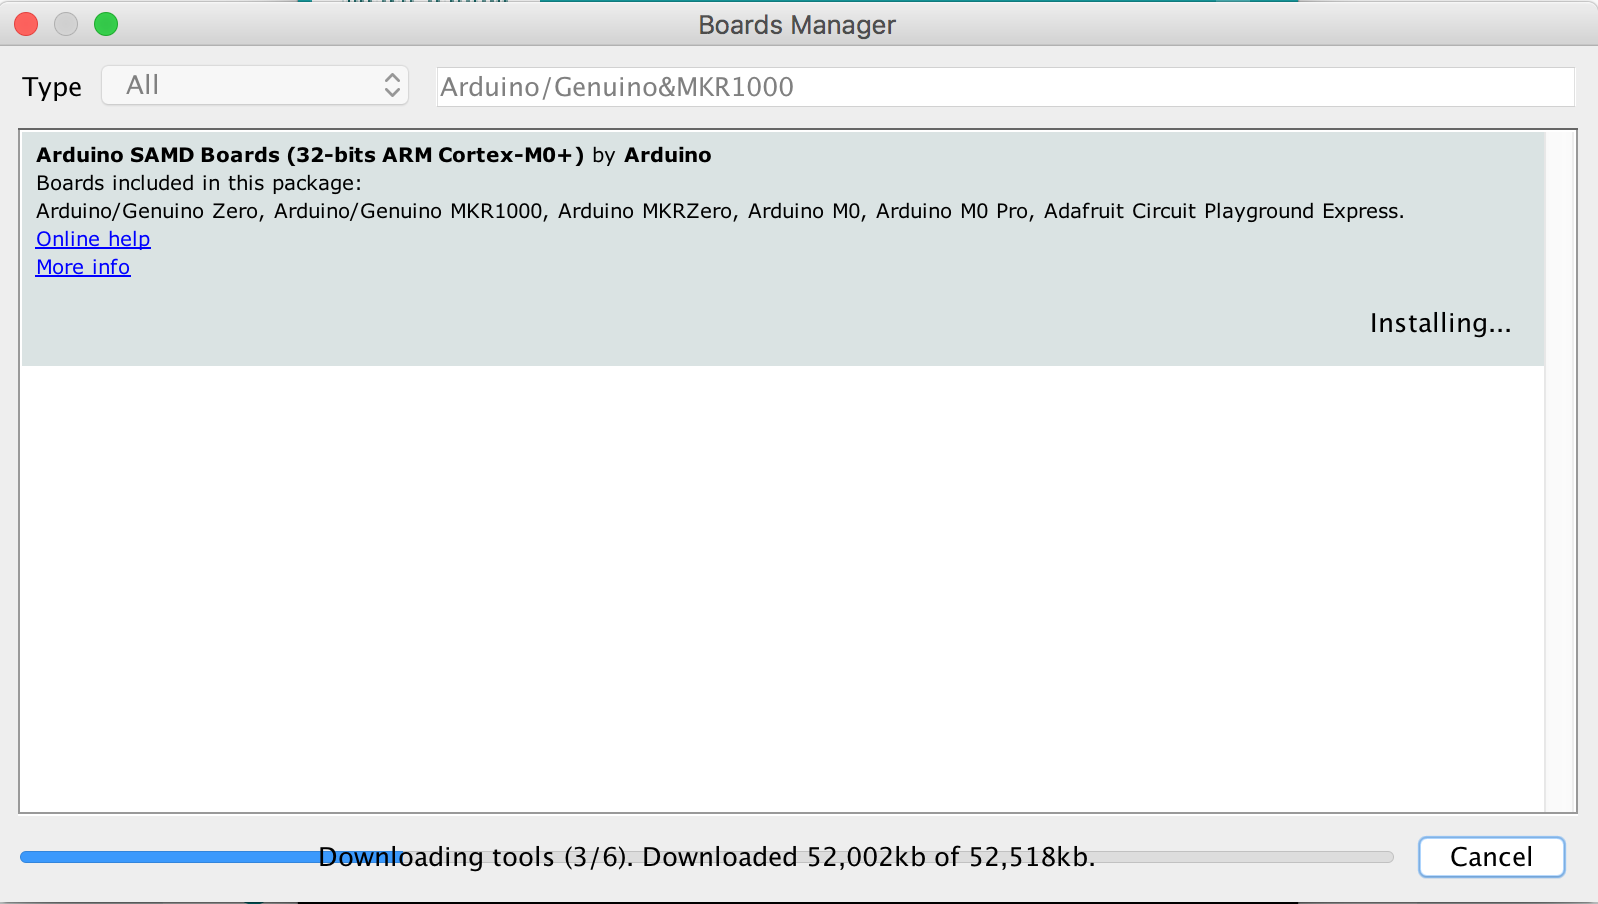 Boards Manager
Type All Arduino/Genuino&MKR1000
Arduino SAMD Boards (32-bits ARM Cortex-M0+) by Arduino
Boards included in this package:
Arduino/Genuino Zero, Arduino/Genuino MKR1000, Arduino MKRZero, Arduino M0, Arduino M0 Pro, Adafruit Circuit Playground Express.
Online help
More info
Installing...
Downloading tools (3/6). Downloaded 52,002kb of 52,518kb.
Cancel